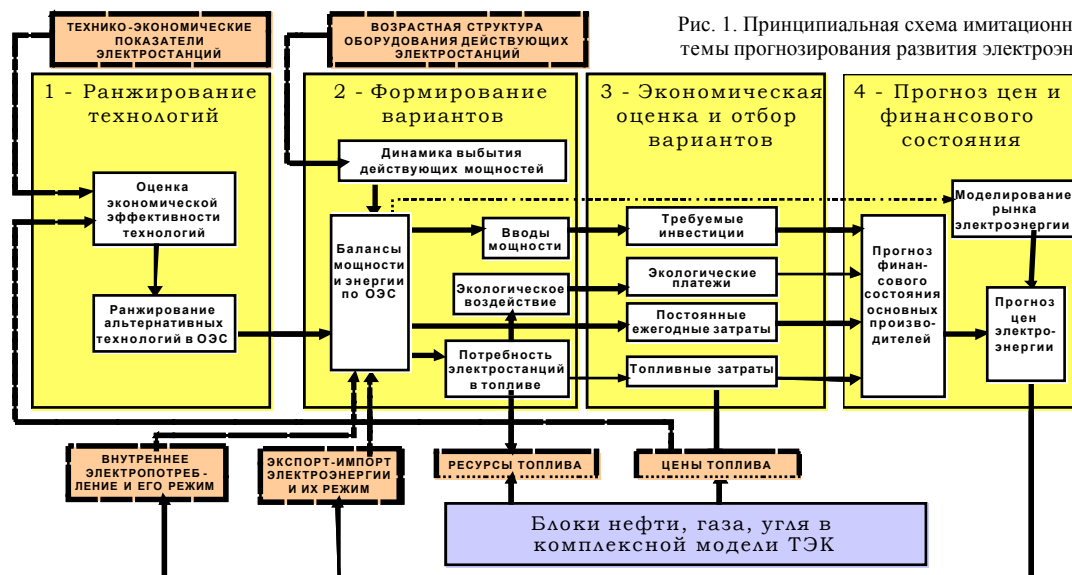 ТЕХНИКО-ЭКОНОМИЧЕСКИЕ
ПОКАЗАТЕЛИ
ЭЛЕКТРОСТАНЦИЙ
ВОЗРАСТНАЯ СТРУКТУРА
ОБОРУДОВАНИЯ ДЕЙСТВУЮЩИХ
ЭЛЕКТРОСТАНЦИЙ
Рис. 1. Принципиальная схема имитационн
темы прогнозирования развития электроэн
1 - Ранжирование
технологий
Оценка
экономической
эффективности
технологий
Ранжирование
альтернативных
технологий в ОЭС
2 - Формирование
вариантов
Динамика выбытия
действующих мощностей
Балансы
мощности
и энергии
по ОЭС
Вводы
мощности
Экологическое
воздействие
Потребность
электростанций
в топливе
3 - Экономическая
оценка и отбор
вариантов
Требуемые
инвестиции
Экологические
платежи
Постоянные
ежегодные затраты
Топливные затраты
4 - Прогноз цен и
финансового
состояния
Моделирование
рынка
электроэнергии
Прогноз
финан-
сового
состояния
основных
произво-
дителей
Прогноз
цен
электро-
энергии
ВНУТРЕННЕЕ
ЭЛЕКТРОПОТРЕБ -
ЛЕНИЕ И ЕГО РЕЖИМ
ЭКСПОРТ-ИМПОРТ
ЭЛЕКТРОЭНЕРГИИ
И ИХ РЕЖИМ
РЕСУРСЫ ТОПЛИВА
ЦЕНЫ ТОПЛИВА
Блоки нефти, газа, угля в
комплексной модели ТЭК